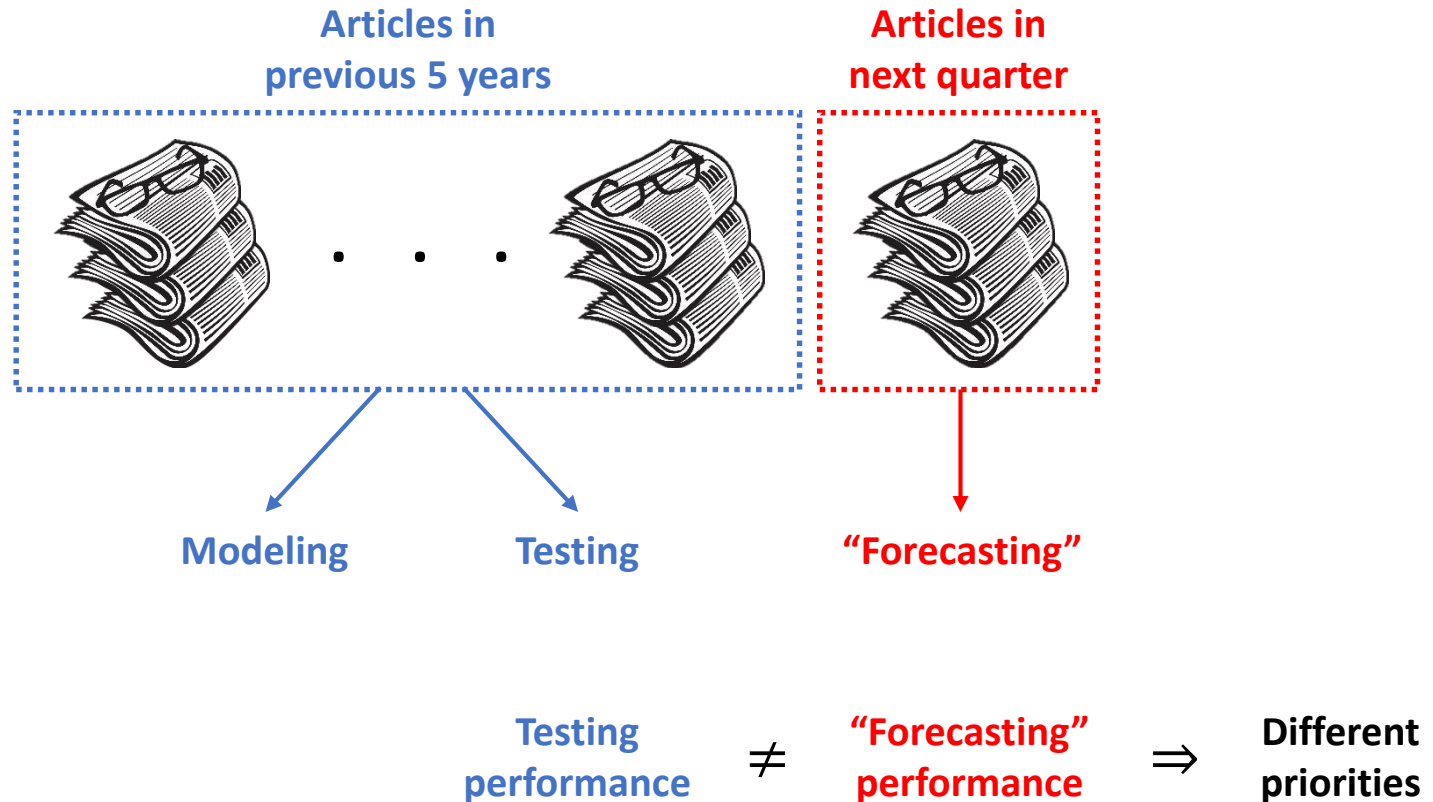 Articles in
previous 5 years
Articles in
next quarter
. . .
Modeling
Testing
“Forecasting”
Testing
performance
≠
“Forecasting”
performance
⇒
Different
priorities